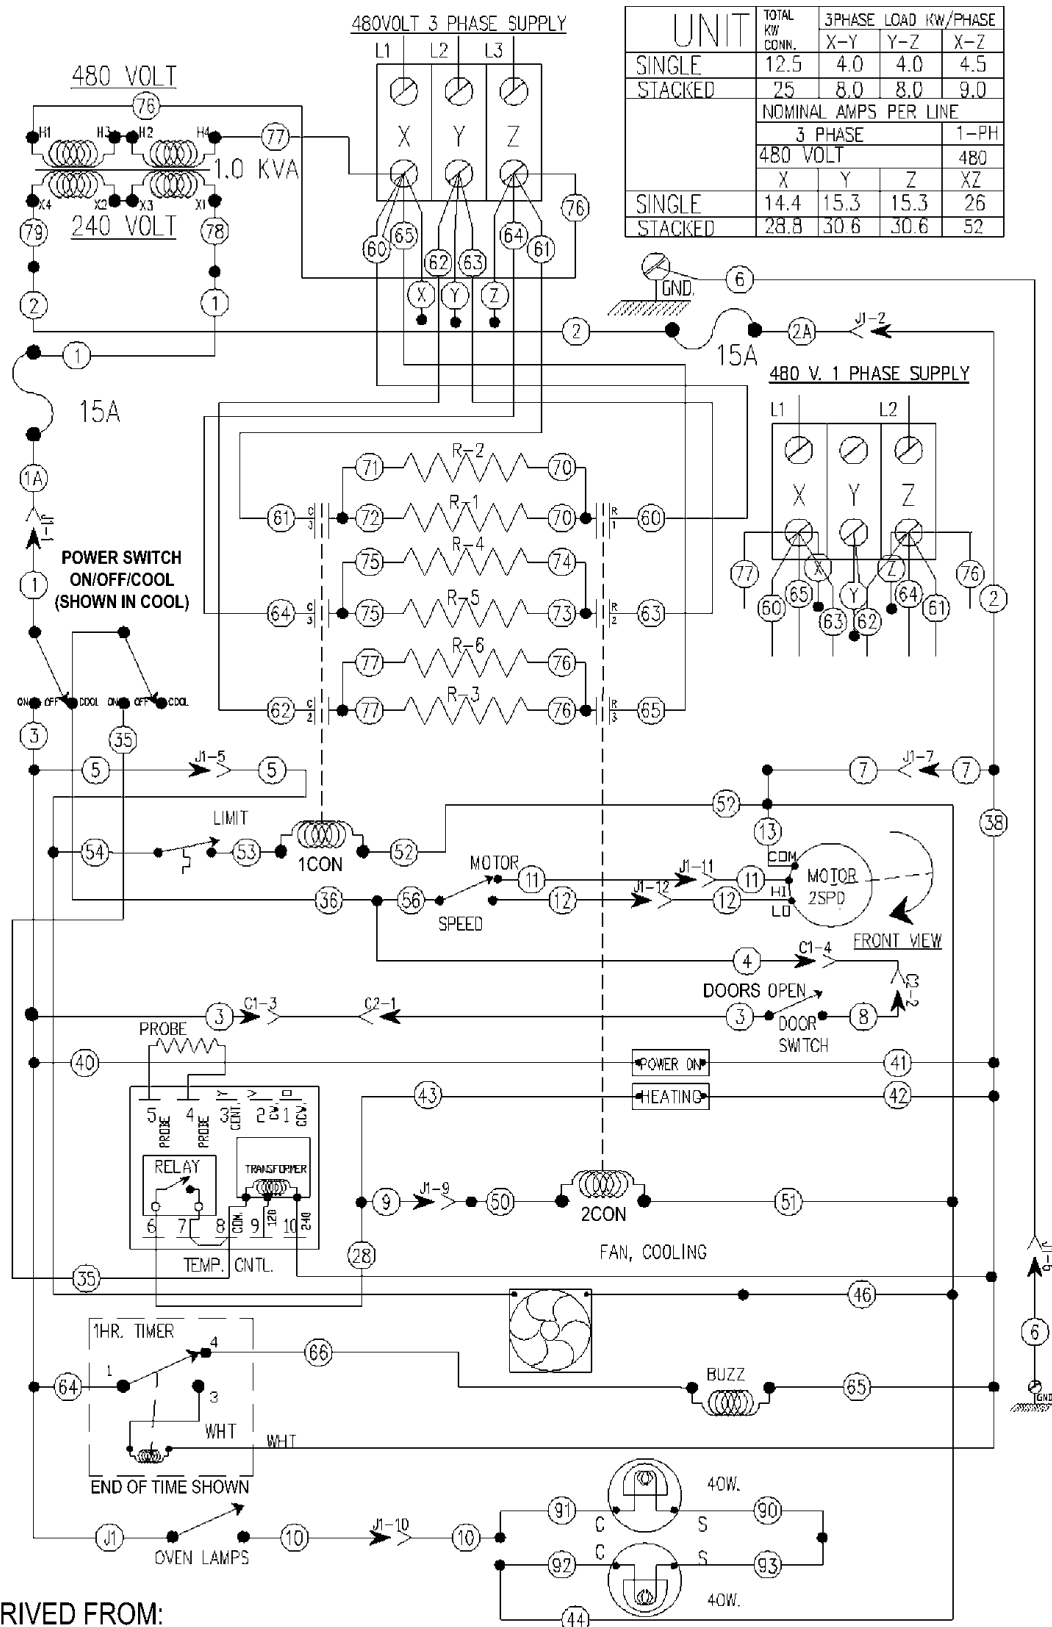 480VOLT 3 PHASE SUPPLY
L1 L2 L3
X Y Z
UNIT
TOTAL KW CONN.
3PHASE LOAD KW/PHASE
X-Y Y-Z X-Z
SINGLE 12.5 4.0 4.0 4.5
STACKED 25 8.0 8.0 9.0
NOMINAL AMPS PER LINE
3 PHASE 1-PH
480 VOLT 480
X Y Z XZ
SINGLE 14.4 15.3 15.3 26
STACKED 28.8 30.6 30.6 52
480 VOLT
76
H1 H3 H2 H4
77
1.0 KVA
X4 X2 X3 X1
240 VOLT
79 78
60 65 62 63 64 61 76
X Y Z
GND.
6
2 1
2
15A
2A
J1-2
1
15A
480 V. 1 PHASE SUPPLY
L1 L2
X Y Z
77 60 65 X 63 Y 62 Z 64 61 76
2
1A
J1-1
1
POWER SWITCH
ON/OFF/COOL
(SHOWN IN COOL)
71 R-2 70
61 C 3 72 R-1 70 R 1 60
75 R-4 74
64 C 3 75 R-5 73 R 2 63
77 R-6 76
62 C 2 77 R-3 76 R 3 65
ON OFF COOL ON OFF COOL
3 35
5 J1-5 5
7 J1-7 7
52
38
LIMIT
54 53
1CON
52
13
COM
MOTOR
2SPD
HI
LO
FRONT VIEW
MOTOR
SPEED
36 56
11 J1-11 11
12 J1-12 12
4 C1-4
C2-2
DOORS OPEN
3 C1-3 C2-1 3
DOOR
SWITCH
8
PROBE
40 POWER ON 41
43 HEATING 42
5 4 3 2 1
PROBE PROBE CENT. CW. CCW.
Y V O
RELAY
TRANSFORMER
6 7 8 9 10
COM 120 240
TEMP. CNTL.
9 J1-9 50
2CON
51
28
35
FAN, COOLING
46
J1-6
6
GND
1HR. TIMER
1 4 3
66
64
WHT
WHT
BUZZ
65
END OF TIME SHOWN
J1
OVEN LAMPS
10 J1-10 10
91 C S 90
40W.
92 C S 93
40W.
44
RIVED FROM: